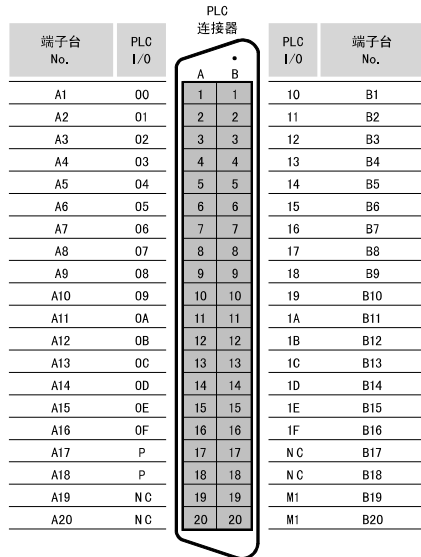 PLC
连接器
端子台 PLC PLC 端子台
No. I/O I/O No.
A B
A1 00 1 1 10 B1
A2 01 2 2 11 B2
A3 02 3 3 12 B3
A4 03 4 4 13 B4
A5 04 5 5 14 B5
A6 05 6 6 15 B6
A7 06 7 7 16 B7
A8 07 8 8 17 B8
A9 08 9 9 18 B9
A10 09 10 10 19 B10
A11 0A 11 11 1A B11
A12 0B 12 12 1B B12
A13 0C 13 13 1C B13
A14 0D 14 14 1D B14
A15 0E 15 15 1E B15
A16 0F 16 16 1F B16
A17 P 17 17 NC B17
A18 P 18 18 NC B18
A19 NC 19 19 M1 B19
A20 NC 20 20 M1 B20